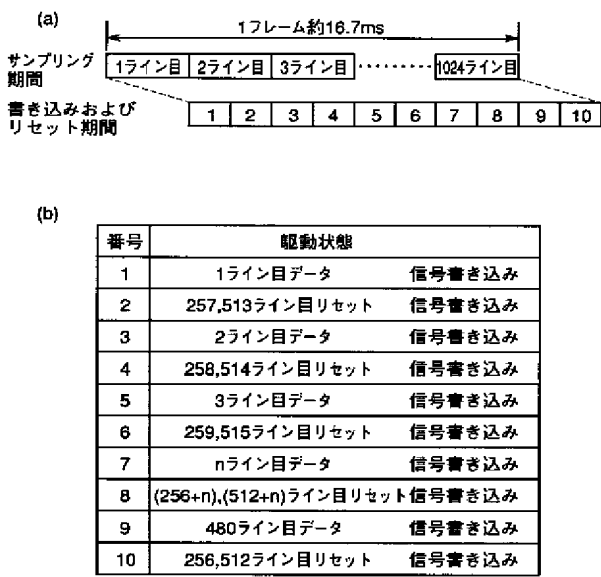 (a)
1フレーム約16.7ms
サンプリング期間
1ライン目 2ライン目 3ライン目 ········ 1024ライン目
書き込みおよび
リセット期間
1 2 3 4 5 6 7 8 9 10
(b)
番号 駆動状態
1 1ライン目データ 信号書き込み
2 257,513ライン目リセット 信号書き込み
3 2ライン目データ 信号書き込み
4 258,514ライン目リセット 信号書き込み
5 3ライン目データ 信号書き込み
6 259,515ライン目リセット 信号書き込み
7 nライン目データ 信号書き込み
8 (256+n),(512+n)ライン目リセット信号書き込み
9 480ライン目データ 信号書き込み
10 256,512ライン目リセット 信号書き込み